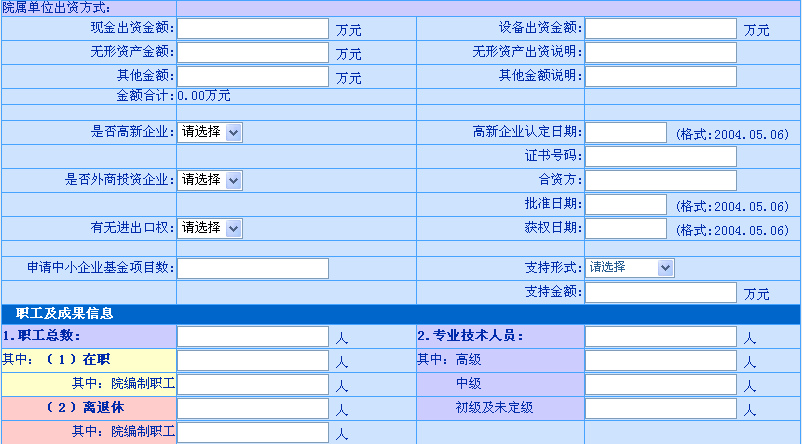 院属单位出资方式:
现金出资金额: 万元 设备出资金额: 万元
无形资产金额: 万元 无形资产出资说明:
其他金额: 万元 其他金额说明:
金额合计:0.00万元
是否高新企业: 请选择 高新企业认定日期: (格式:2004.05.06)
证书号码:
是否外商投资企业: 请选择 合资方:
批准日期: (格式:2004.05.06)
有无进出口权: 请选择 获权日期: (格式:2004.05.06)
申请中小企业基金项目数: 支持形式: 请选择
支持金额: 万元
职工及成果信息
1.职工总数: 人 2.专业技术人员: 人
其中:（1）在职 人 其中: 高级 人
其中: 院编制职工 人 中级 人
（2）离退休 人 初级及未定级 人
其中: 院编制职工 人